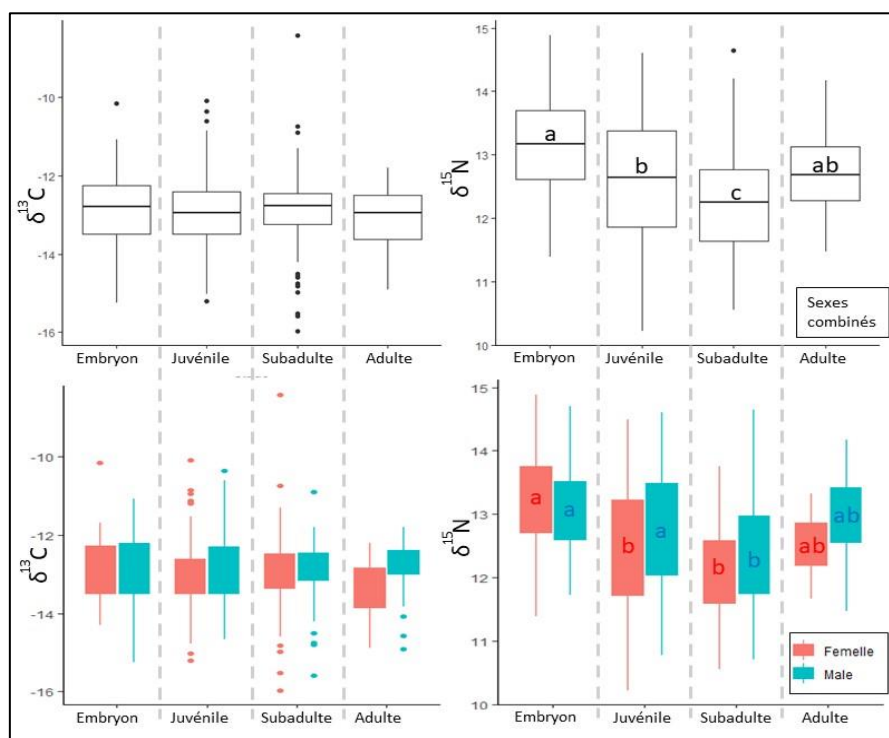 δ13C
-10
-12
-14
-16
Embryon Juvénile Subadulte Adulte
δ15N
15
14
13
12
11
10
a
b
c
ab
Sexes
combinés
Embryon Juvénile Subadulte Adulte
δ13C
-10
-12
-14
-16
Embryon Juvénile Subadulte Adulte
δ15N
15
14
13
12
11
10
a a
b a
b b
ab ab
Femelle
Male
Embryon Juvénile Subadulte Adulte